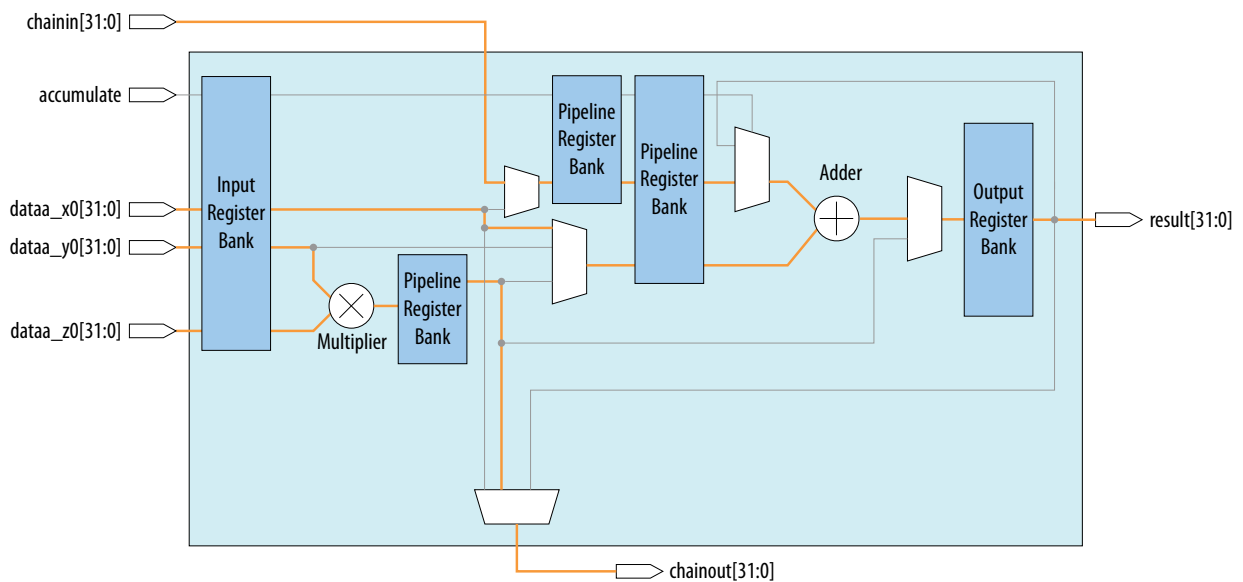 chainin[31:0]
accumulate
dataa_x0[31:0]
dataa_y0[31:0]
dataa_z0[31:0]
Input
Register
Bank
Multiplier
Pipeline
Register
Bank
Pipeline
Register
Bank
Pipeline
Register
Bank
Adder
Output
Register
Bank
result[31:0]
chainout[31:0]